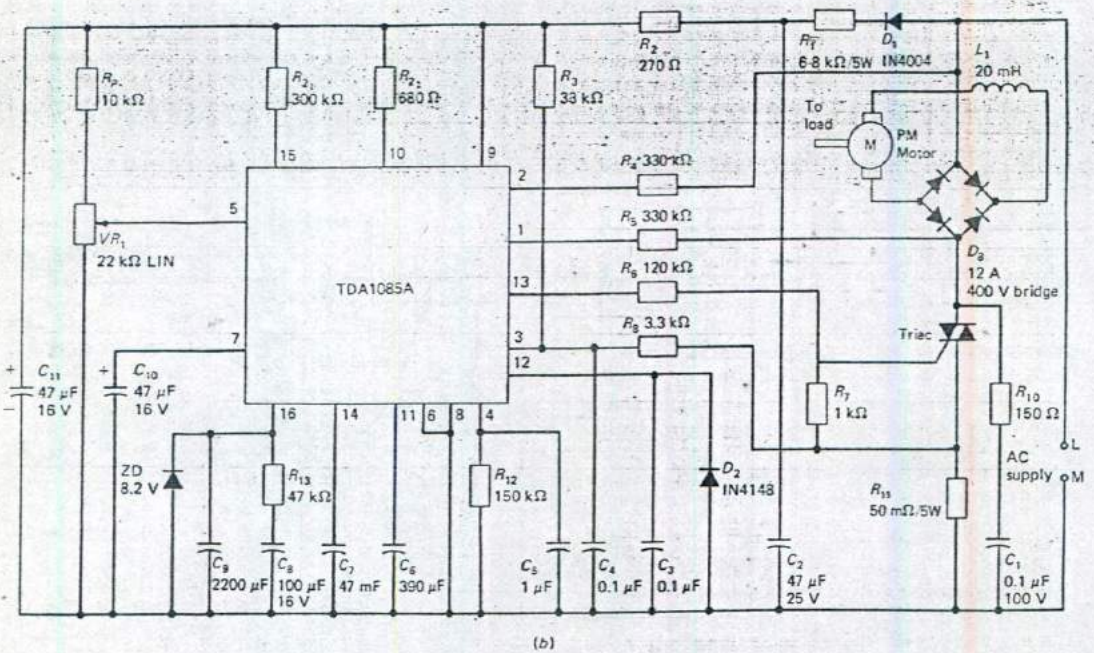 R₂
270 Ω
R₁
6·8 kΩ/5W
D₁
IN4004
L₁
20 mH
10 kΩ
300 kΩ
680 Ω
R₃
33 kΩ
To
load
M
PM
Motor
15
10
9
2
R₄
330 kΩ
5
VR₁
22 kΩ LIN
1
R₅
330 kΩ
TDA1085A
13
R₆
120 kΩ
D₃
12 A
400 V bridge
7
3
R₈
3.3 kΩ
Triac
12
+
C₁₁
47 µF
16 V
−
+
C₁₀
47 µF
16 V
R₇
1 kΩ
R₁₀
150 Ω
16
14
11
6
8
4
ZD
8.2 V
R₁₃
47 kΩ
R₁₂
150 kΩ
D₂
IN4148
L
AC
supply
M
50 mΩ/5W
C₉
2200 µF
C₈
100 µF
16 V
C₇
47 mF
C₆
390 µF
C₅
1 µF
C₄
0.1 µF
C₃
0.1 µF
C₂
47 µF
25 V
C₁
0.1 µF
100 V
(b)